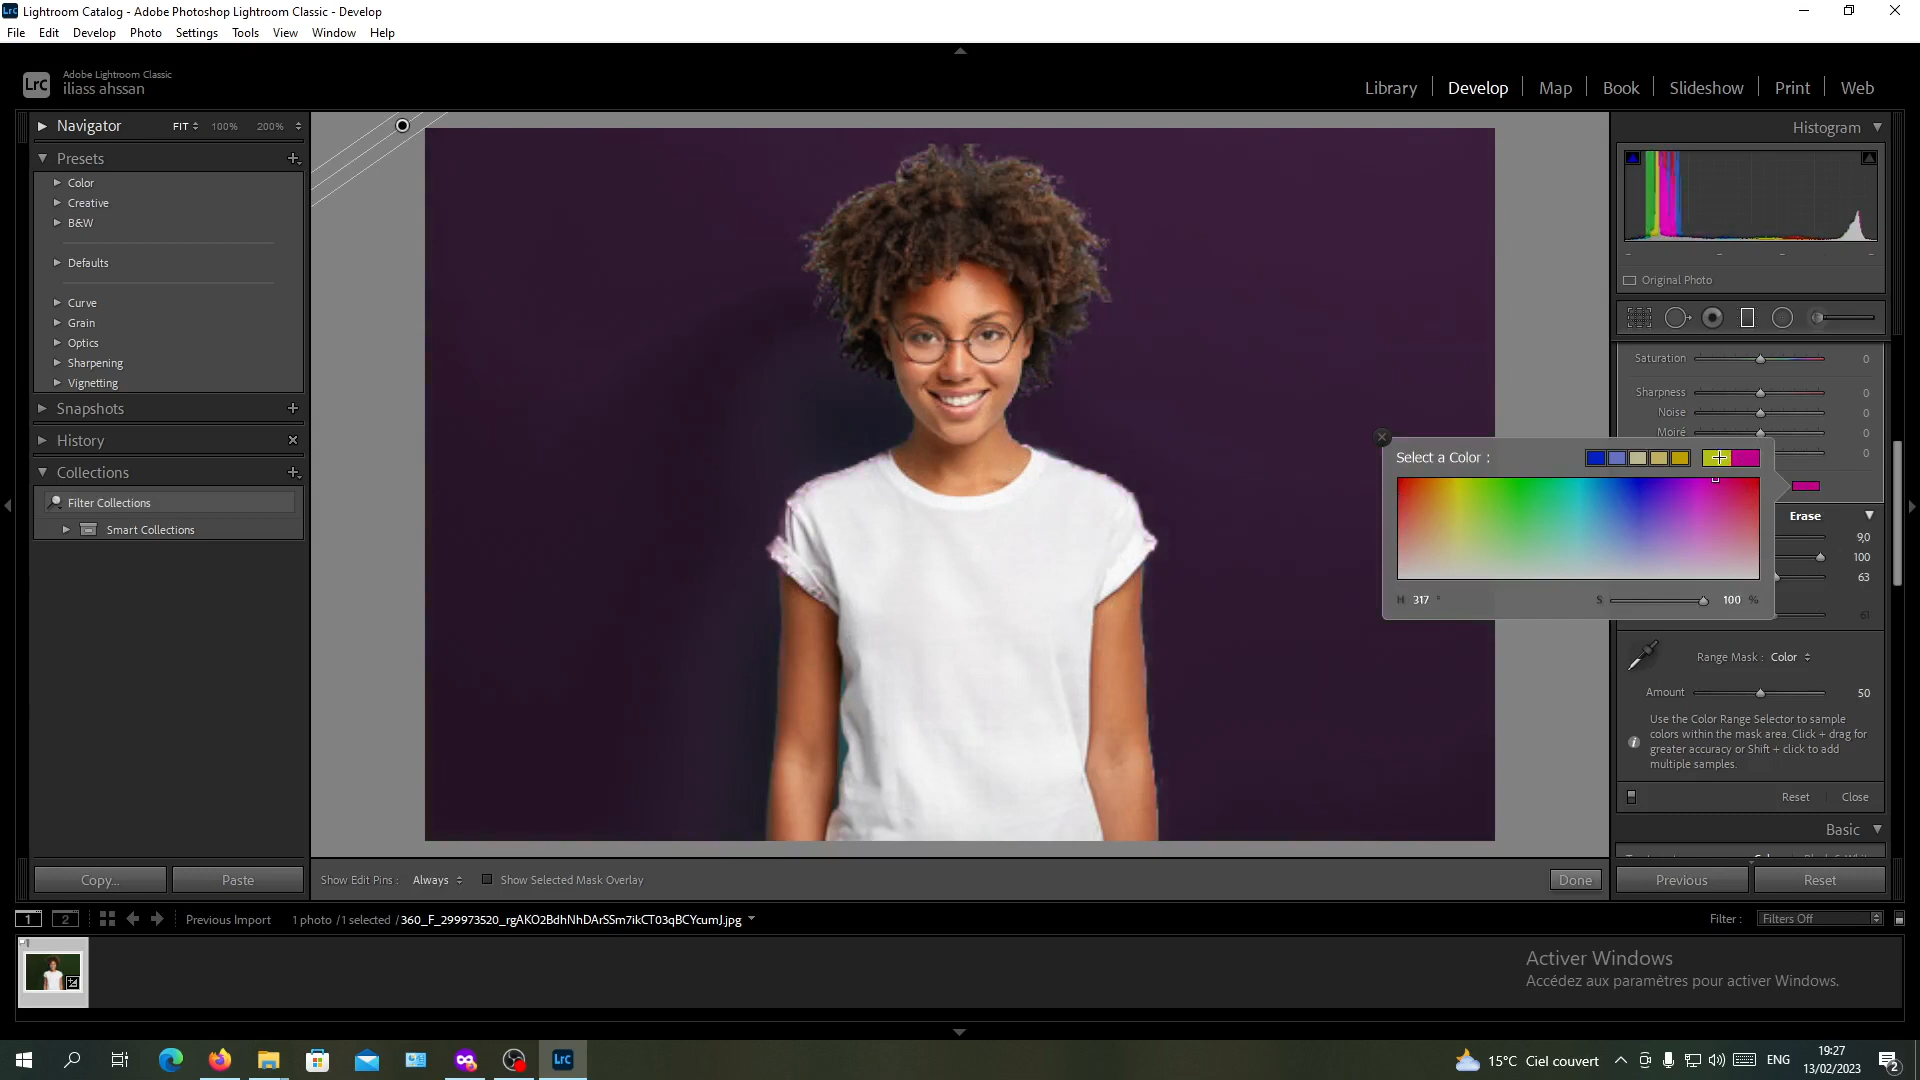 Lightroom Catalog - Adobe Photoshop Lightroom Classic - Develop
File Edit Develop Photo Settings Tools View Window Help
LrC
Adobe Lightroom Classic
iliass ahssan
Library Develop Map Book Slideshow Print Web
Navigator FIT 100% 200%
Presets
Color
Creative
B&W
Defaults
Curve
Grain
Optics
Sharpening
Vignetting
Snapshots
History
Collections
Filter Collections
Smart Collections
Copy... Paste
Histogram
Original Photo
Saturation 0
Sharpness 0
Noise 0
Moiré 0
0
Select a Color :
H 317 ° S 100 %
Erase
9,0
100
63
61
Range Mask : Color
Amount 50
Use the Color Range Selector to sample
colors within the mask area. Click + drag for
greater accuracy or Shift + click to add
multiple samples.
Reset Close
Basic
Previous Reset
Show Edit Pins : Always Show Selected Mask Overlay Done
1 2 Previous Import 1 photo / 1 selected / 360_F_299973520_rgAKO2BdhNhDArSSm7ikCT03qBCYcumJ.jpg
Filter : Filters Off
Activer Windows
Accédez aux paramètres pour activer Windows.
LrC
15°C Ciel couvert ENG
19:27
13/02/2023
2